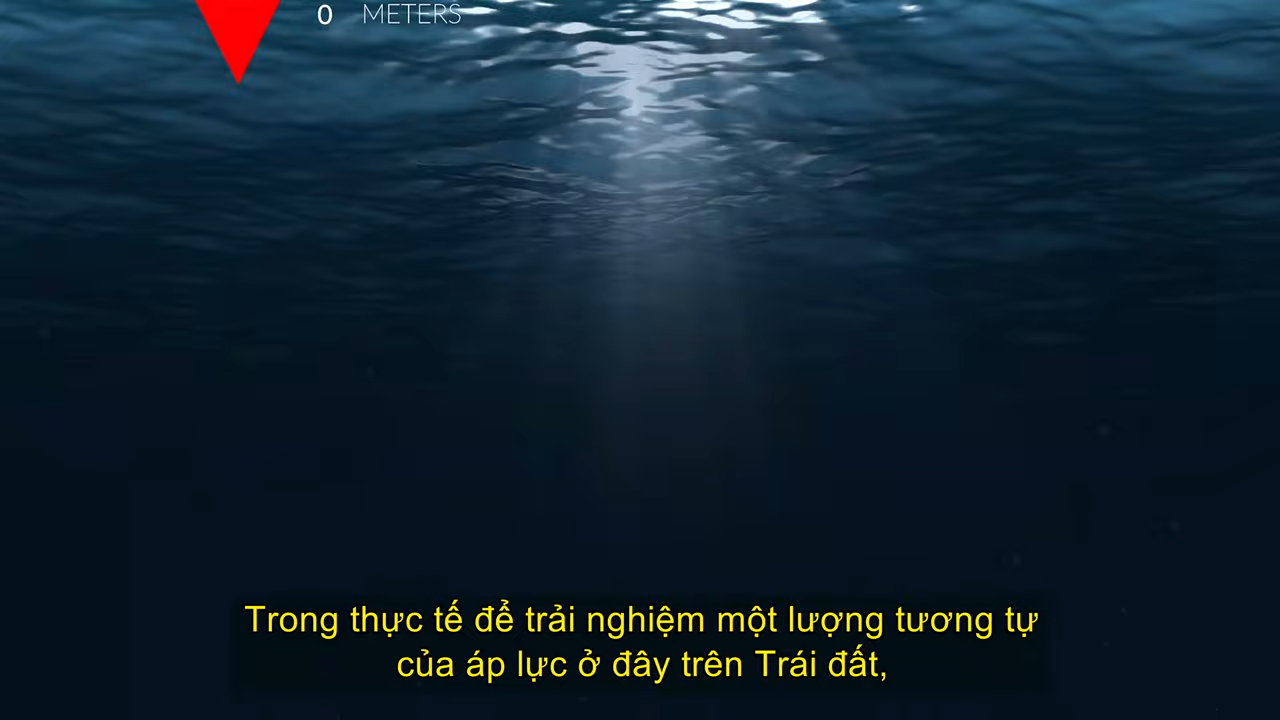 0 METERS
Trong thực tế để trải nghiệm một lượng tương tự
của áp lực ở đây trên Trái đất,